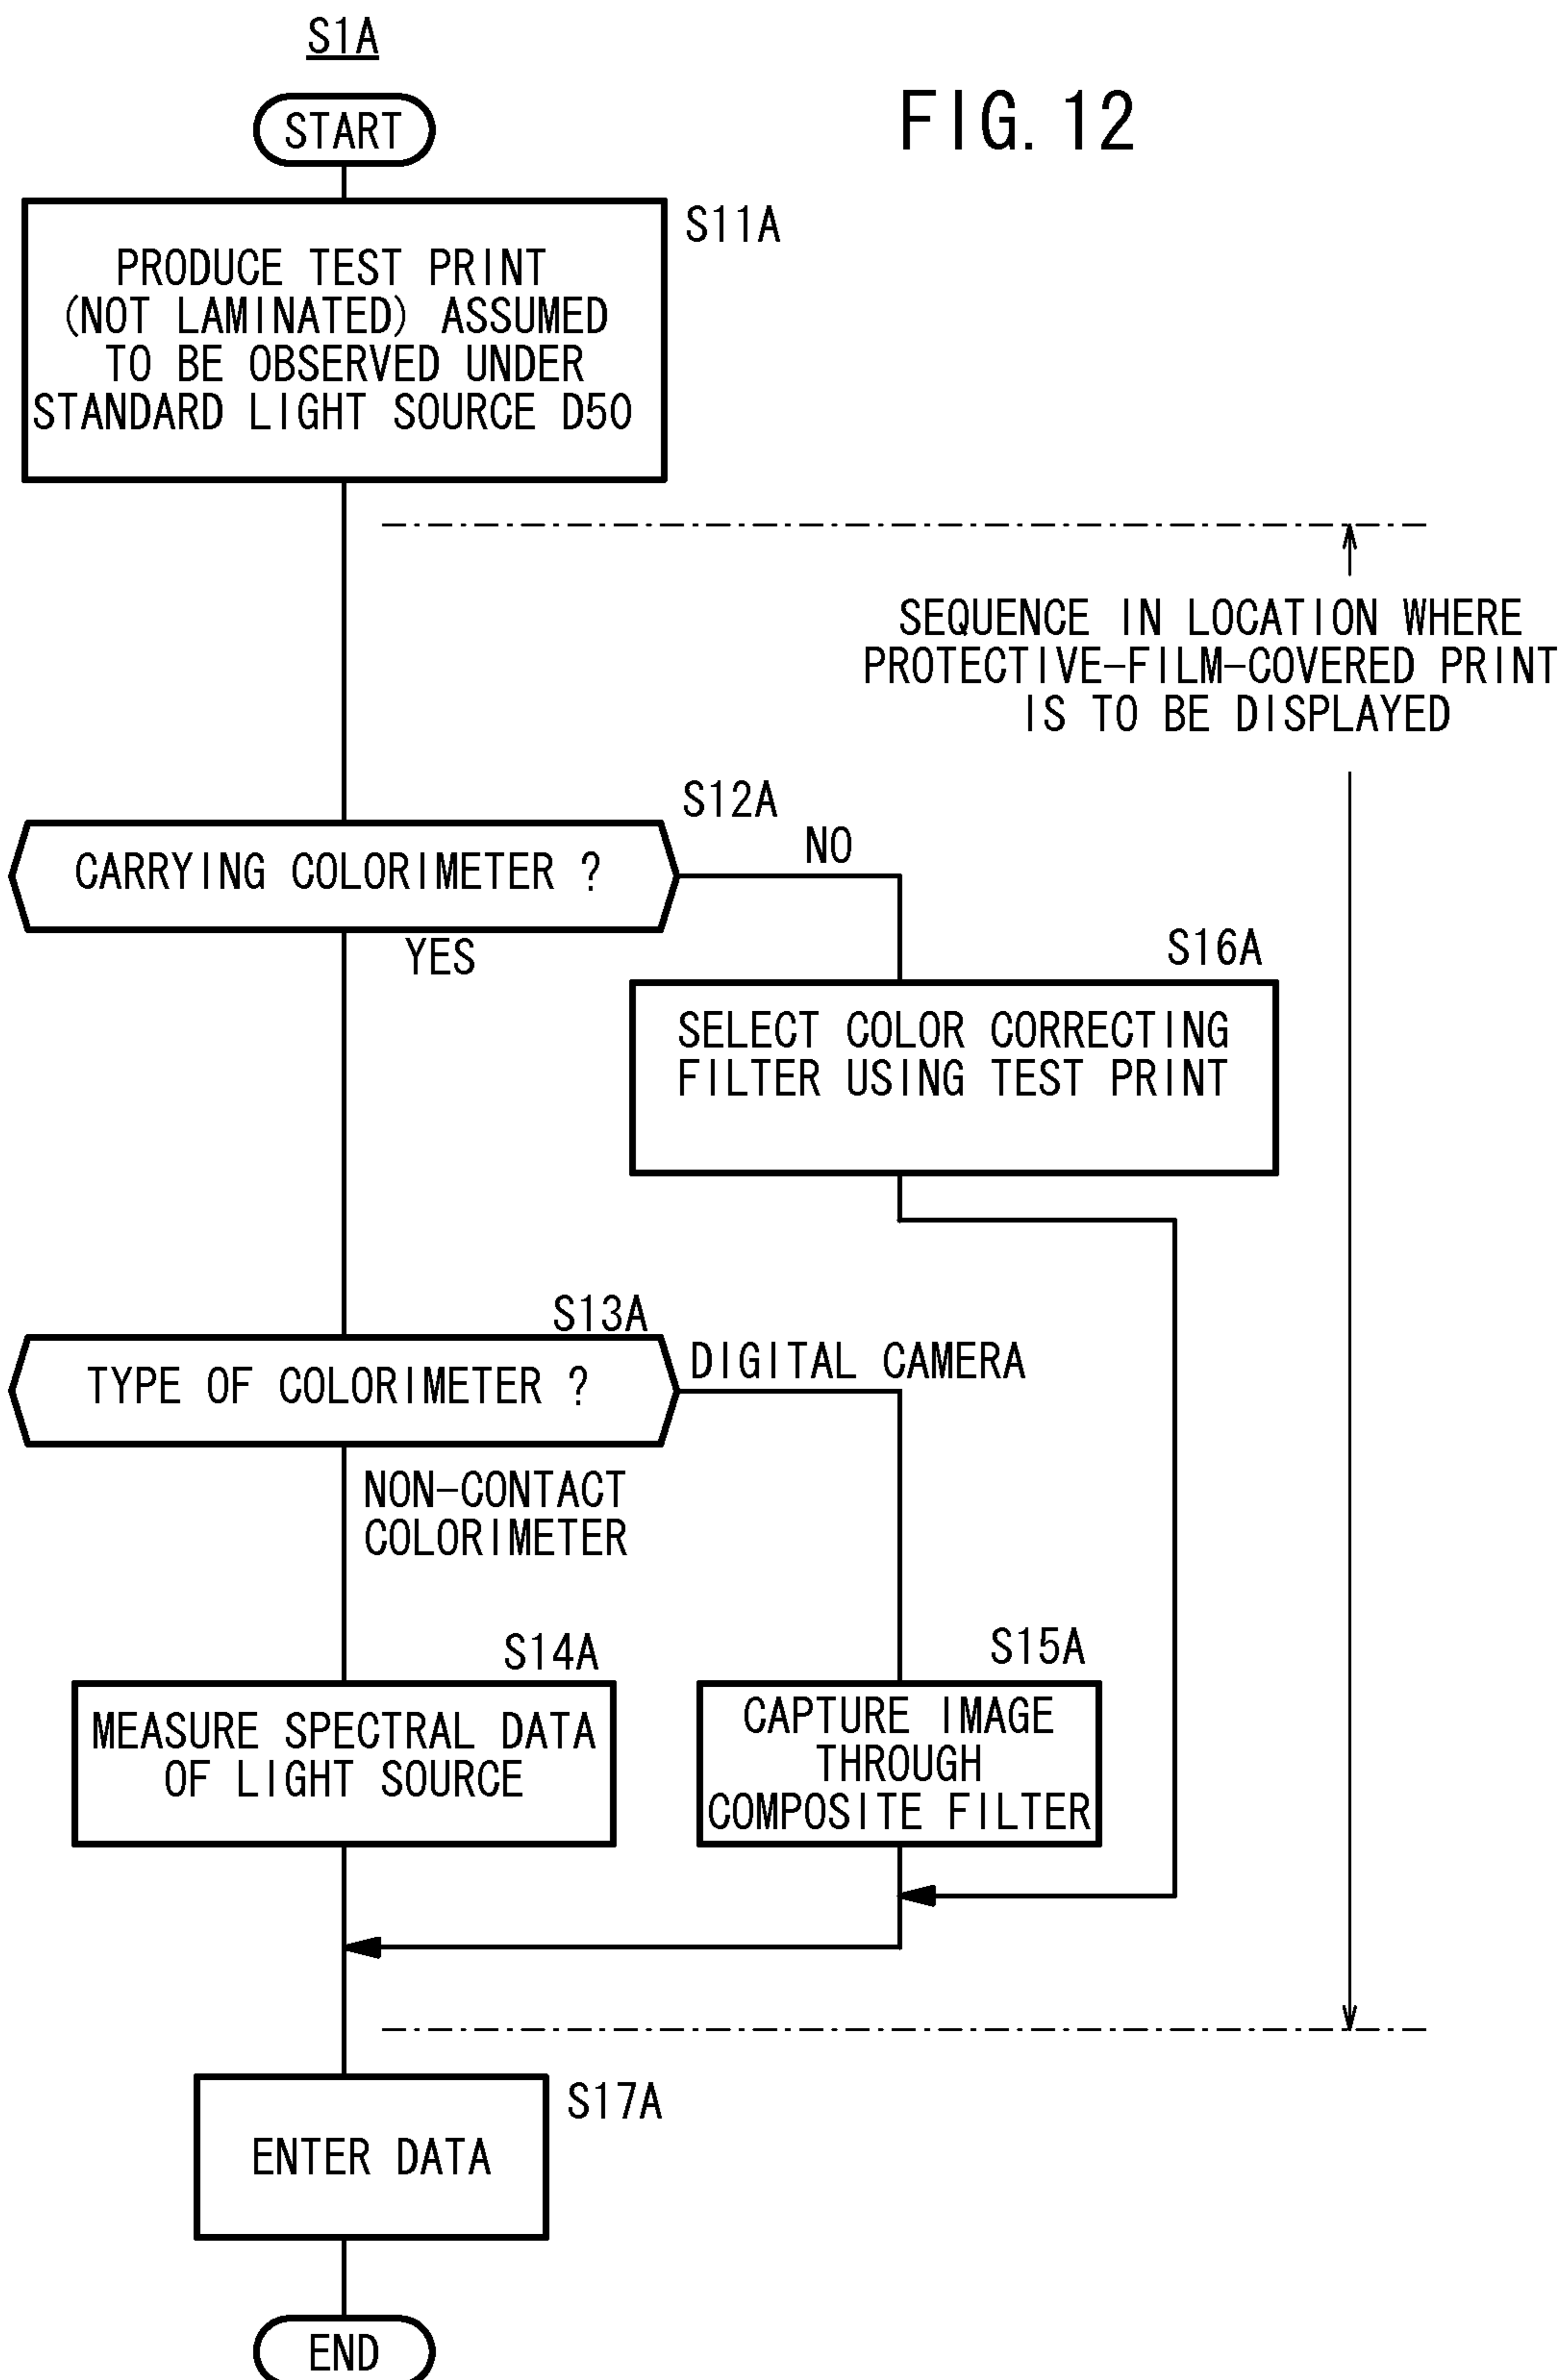 S1A
FIG. 12
START
S11A
PRODUCE TEST PRINT
(NOT LAMINATED) ASSUMED
TO BE OBSERVED UNDER
STANDARD LIGHT SOURCE D50
SEQUENCE IN LOCATION WHERE
PROTECTIVE-FILM-COVERED PRINT
IS TO BE DISPLAYED
S12A
CARRYING COLORIMETER ?
NO
YES
S16A
SELECT COLOR CORRECTING
FILTER USING TEST PRINT
S13A
TYPE OF COLORIMETER ?
DIGITAL CAMERA
NON-CONTACT
COLORIMETER
S14A
MEASURE SPECTRAL DATA
OF LIGHT SOURCE
S15A
CAPTURE IMAGE
THROUGH
COMPOSITE FILTER
S17A
ENTER DATA
END